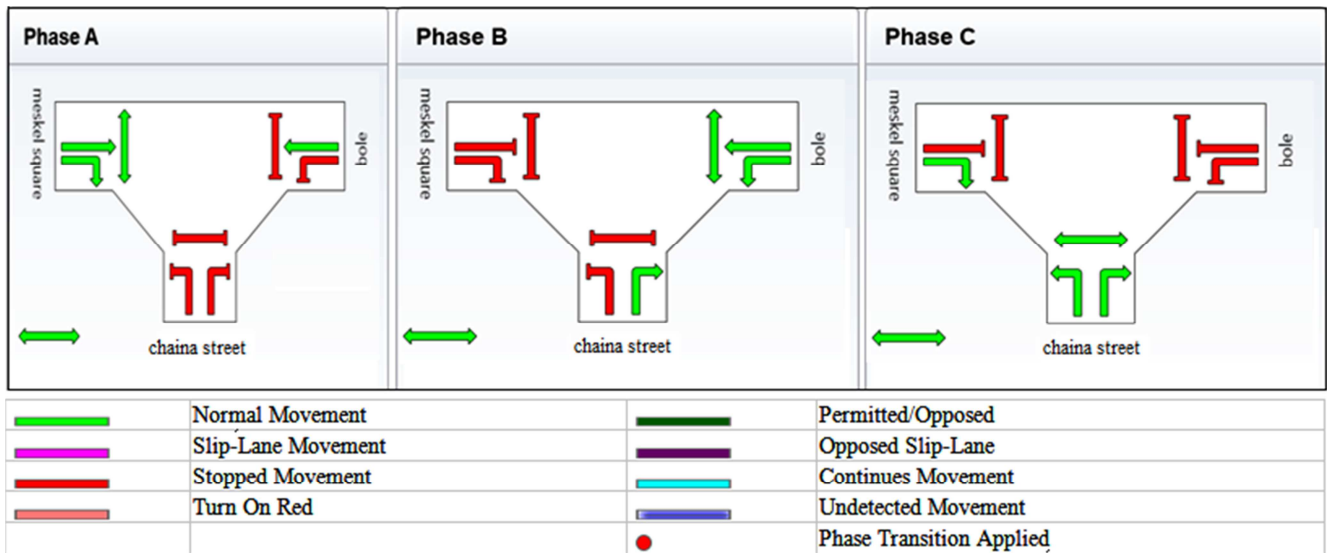 Phase A
Phase B
Phase C
meskel square
bole
chaina street
meskel square
bole
chaina street
meskel square
bole
chaina street
Normal Movement
Permitted/Opposed
Slip-Lane Movement
Opposed Slip-Lane
Stopped Movement
Continues Movement
Turn On Red
Undetected Movement
Phase Transition Applied